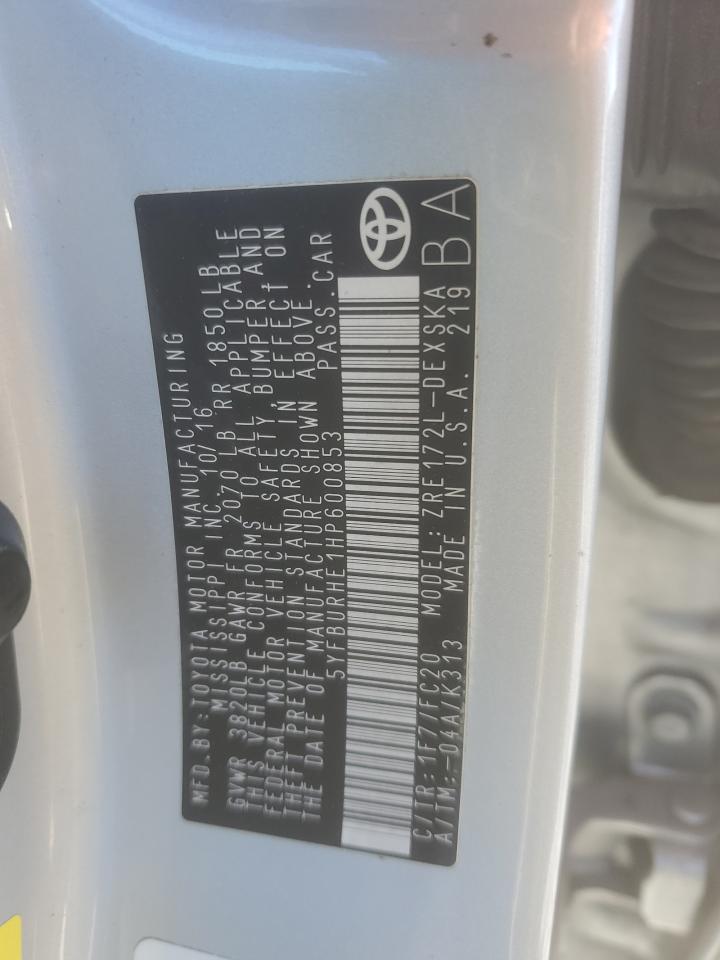 MFD.BY:TOYOTA MOTOR MANUFACTURING
MISSISSIPPI INC. 10/16
GVWR 3820LB GAWR FR 2070 LB RR 1850 LB
THIS VEHICLE CONFORMS TO ALL APPLICABLE
FEDERAL MOTOR VEHICLE SAFETY, BUMPER, AND
THEFT PREVENTION STANDARDS IN EFFECT ON
THE DATE OF MANUFACTURE SHOWN ABOVE.
5YFBURHE1HP600853 PASS.CAR
C/TR:1F7/FC20 MODEL:ZRE172L-DEXSKA
A/TM:-04A/K313 MADE IN U.S.A. 219
BA